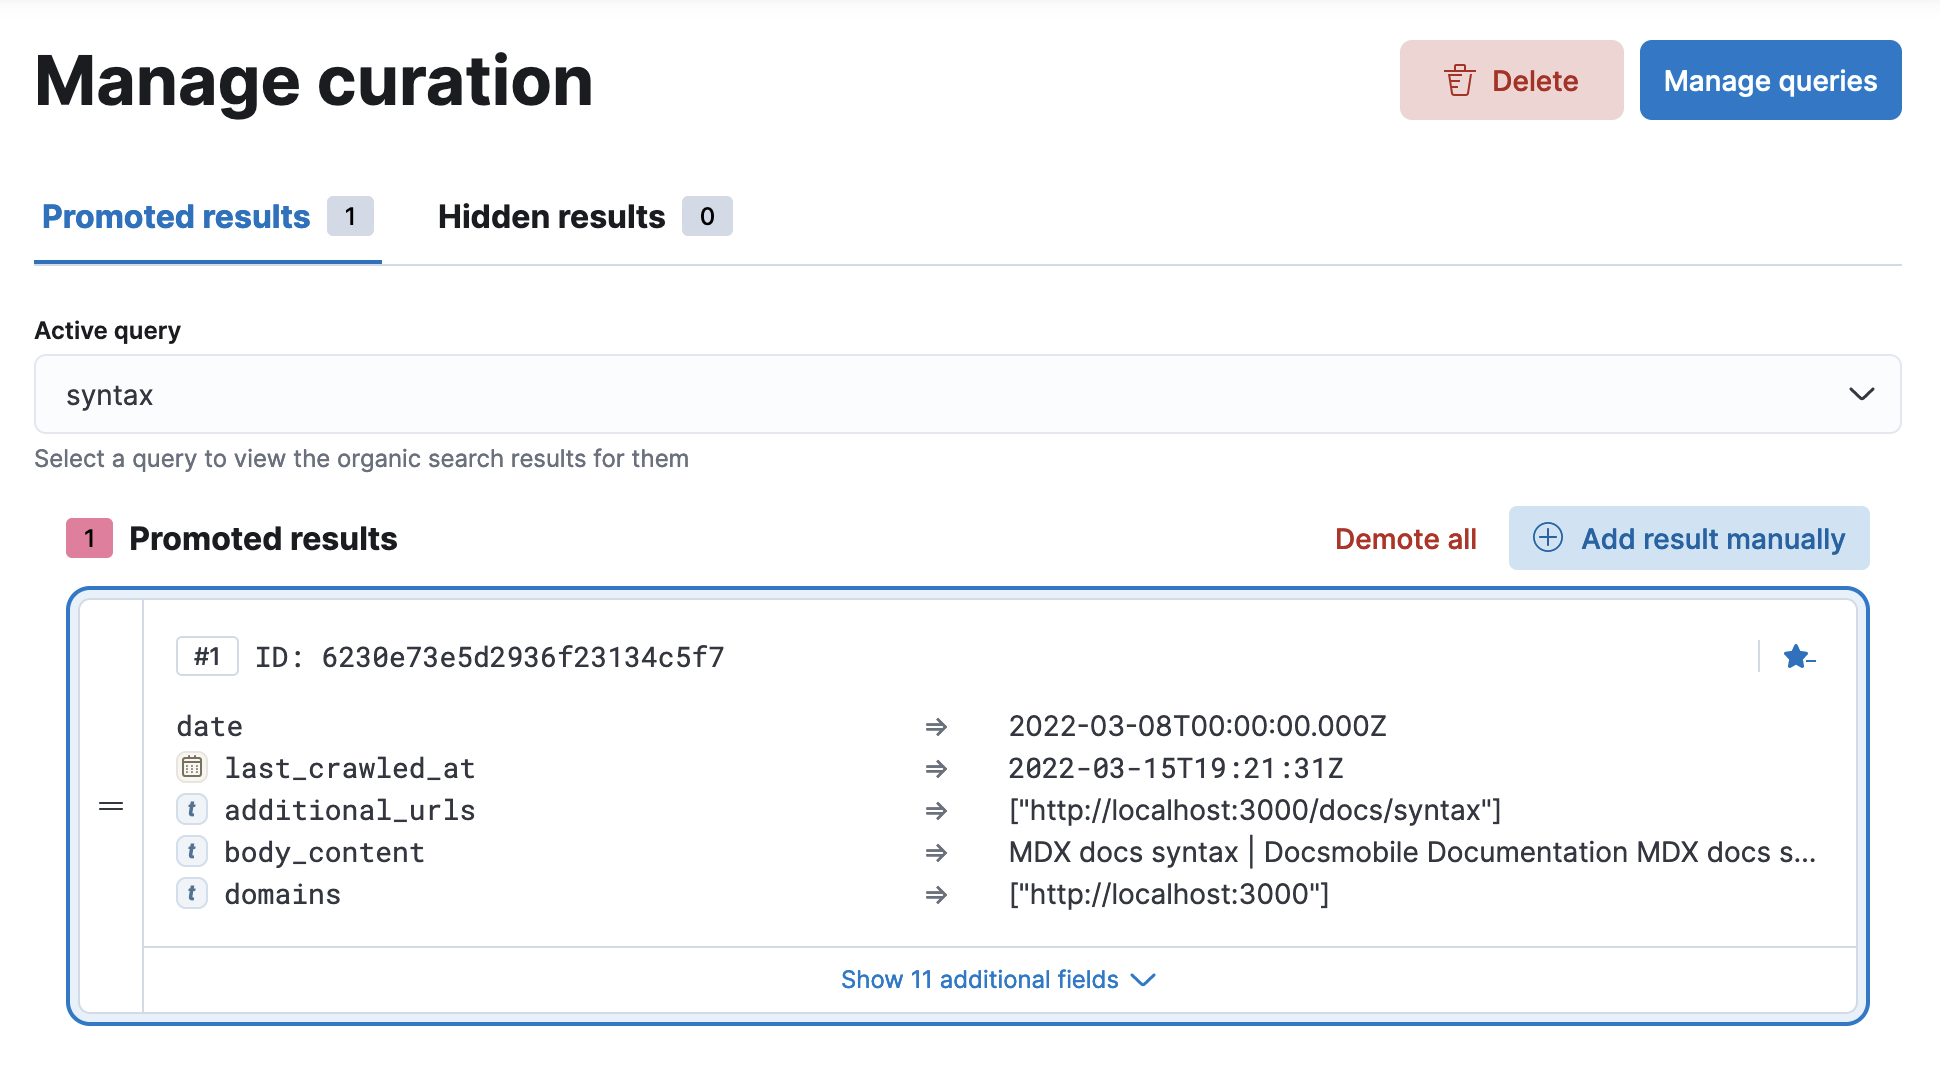 Manage curation
Delete
Manage queries
Promoted results 1
Hidden results 0
Active query
syntax
Select a query to view the organic search results for them
1 Promoted results
Demote all
Add result manually
#1 ID: 6230e73e5d2936f23134c5f7
date ⇒ 2022-03-08T00:00:00.000Z
last_crawled_at ⇒ 2022-03-15T19:21:31Z
t additional_urls ⇒ ["http://localhost:3000/docs/syntax"]
t body_content ⇒ MDX docs syntax | Docsmobile Documentation MDX docs s...
t domains ⇒ ["http://localhost:3000"]
Show 11 additional fields